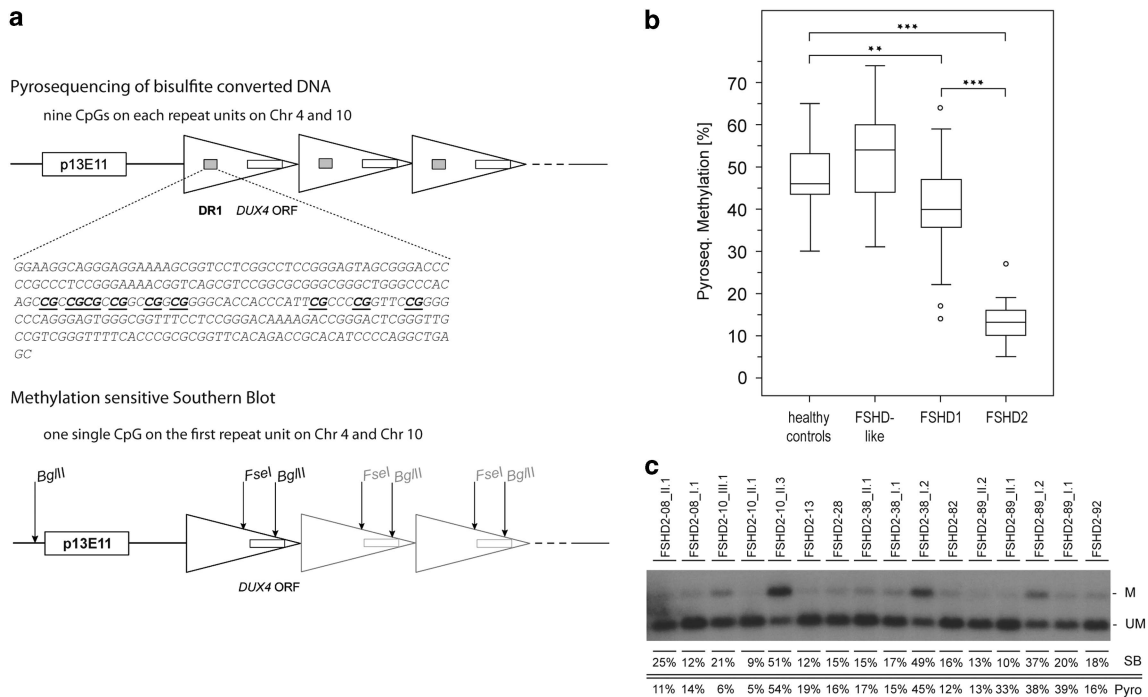 a
Pyrosequencing of bisulfite converted DNA
nine CpGs on each repeat units on Chr 4 and 10
p13E11
DR1 DUX4 ORF
GGAAGGCAGGGAGGAAAAGCGGTCCTCGGCCTCCGGGAGTAGCGGGACCC
CGCCCTCCGGGAAAACGGTCAGCGTCCGGCGCGGGCGGGCTGGGCCCAC
AGCCGCCGCGCCGGCCGGCGGGGCACCACCCATTCGCCCCGGTTCCGGGG
CCCAGGGAGTGGGCGGTTTCCTCCGGGACAAAAGACCGGGACTCGGGTTG
CCGTCGGGTTTTCACCCGCGCGGTTCACAGACCGCACATCCCCAGGCTGA
GC
Methylation sensitive Southern Blot
one single CpG on the first repeat unit on Chr 4 and Chr 10
BglII FseI BglII FseI BglII FseI BglII
p13E11
DUX4 ORF
b
***
**
***
Pyroseq. Methylation [%]
70
60
50
40
30
20
10
0
healthy controls
FSHD-like
FSHD1
FSHD2
c
FSHD2-08_II.1
FSHD2-08_I.1
FSHD2-10_III.1
FSHD2-10_II.1
FSHD2-10_II.3
FSHD2-13
FSHD2-28
FSHD2-38_II.1
FSHD2-38_I.1
FSHD2-38_I.2
FSHD2-82
FSHD2-89_II.2
FSHD2-89_II.1
FSHD2-89_I.2
FSHD2-89_I.1
FSHD2-92
- M
- UM
25% 12% 21% 9% 51% 12% 15% 15% 17% 49% 16% 13% 10% 37% 20% 18% SB
11% 14% 6% 5% 54% 19% 16% 17% 15% 45% 12% 13% 33% 38% 39% 16% Pyro